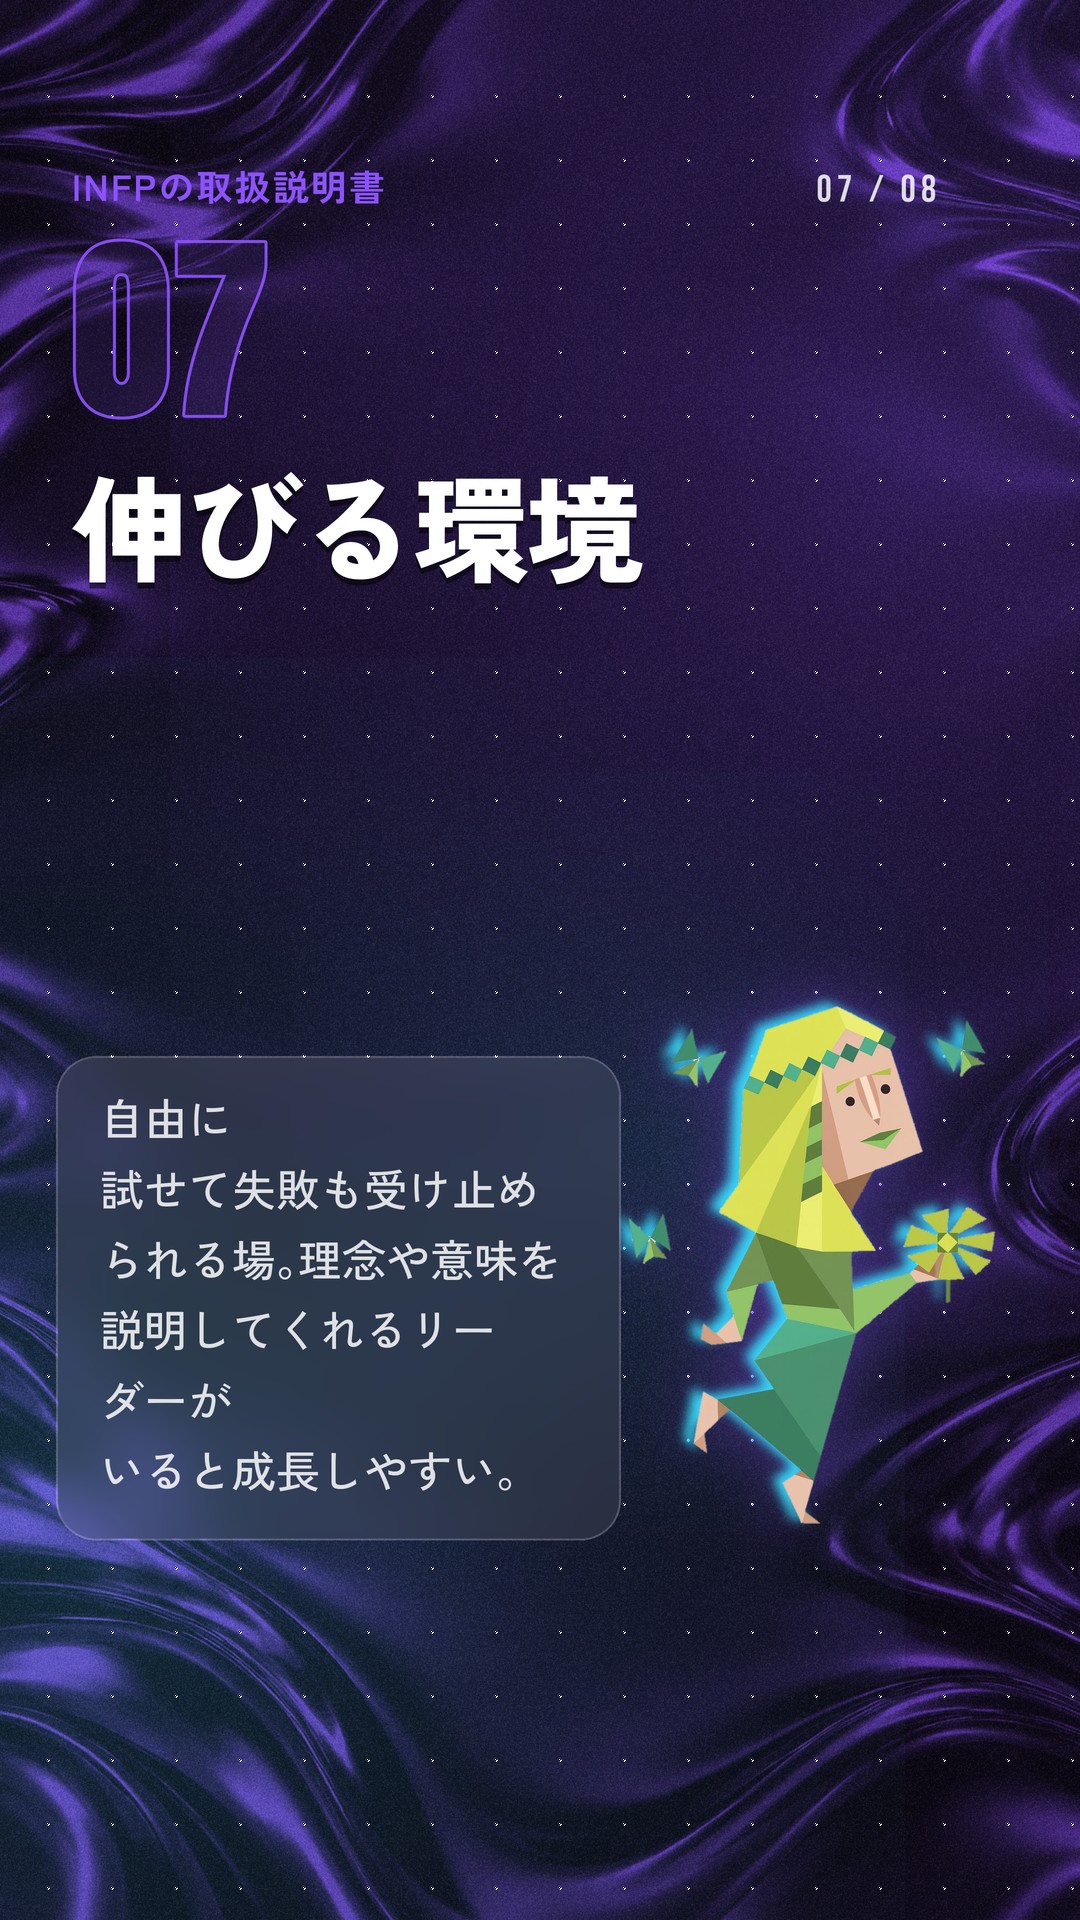 INFPの取扱説明書
07 / 08
07
伸びる環境
自由に
試せて失敗も受け止め
られる場。理念や意味を
説明してくれるリー
ダーが
いると成長しやすい。